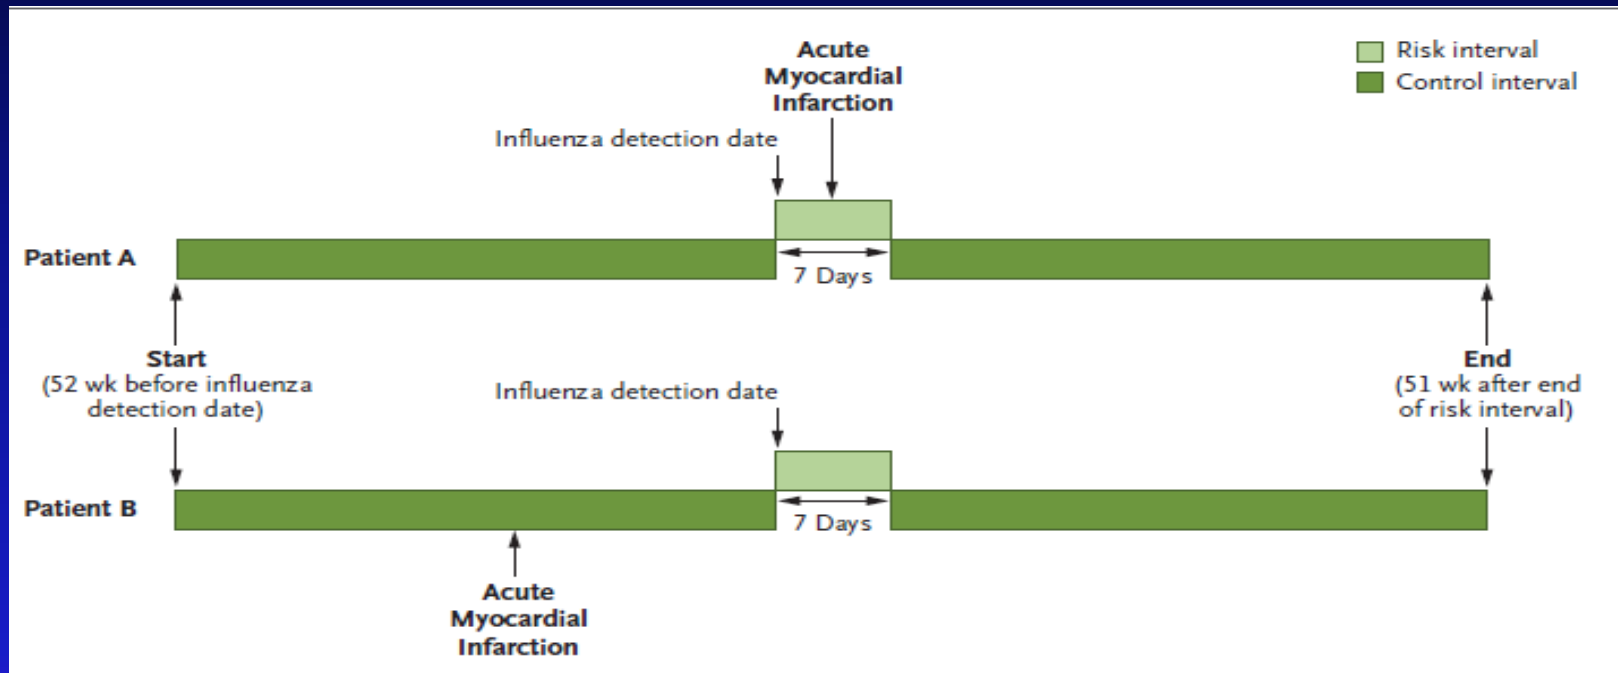 Acute
Myocardial
Infarction
Risk interval
Control interval
Influenza detection date
Patient A
7 Days
Start
(52 wk before influenza
detection date)
End
(51 wk after end
of risk interval)
Influenza detection date
Patient B
7 Days
Acute
Myocardial
Infarction